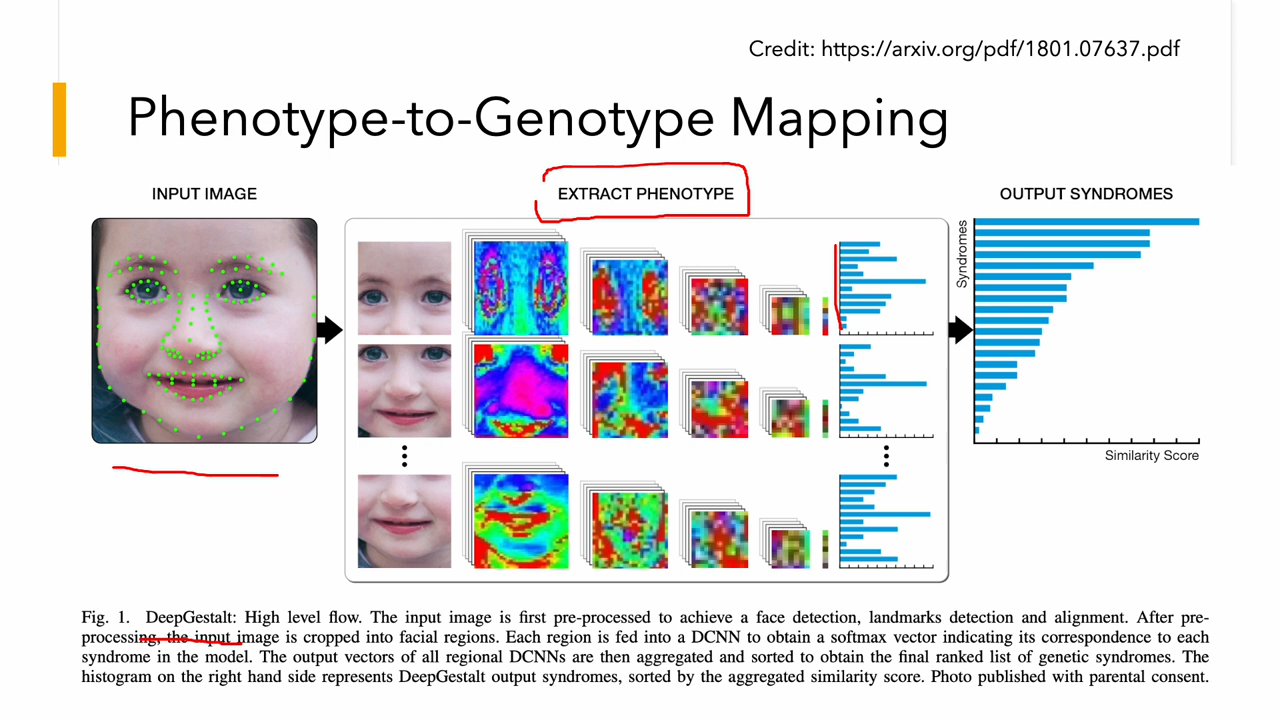 Credit: https://arxiv.org/pdf/1801.07637.pdf
Phenotype-to-Genotype Mapping
INPUT IMAGE
EXTRACT PHENOTYPE
OUTPUT SYNDROMES
Syndromes
Similarity Score
Fig. 1. DeepGestalt: High level flow. The input image is first pre-processed to achieve a face detection, landmarks detection and alignment. After pre-
processing, the input image is cropped into facial regions. Each region is fed into a DCNN to obtain a softmax vector indicating its correspondence to each
syndrome in the model. The output vectors of all regional DCNNs are then aggregated and sorted to obtain the final ranked list of genetic syndromes. The
histogram on the right hand side represents DeepGestalt output syndromes, sorted by the aggregated similarity score. Photo published with parental consent.